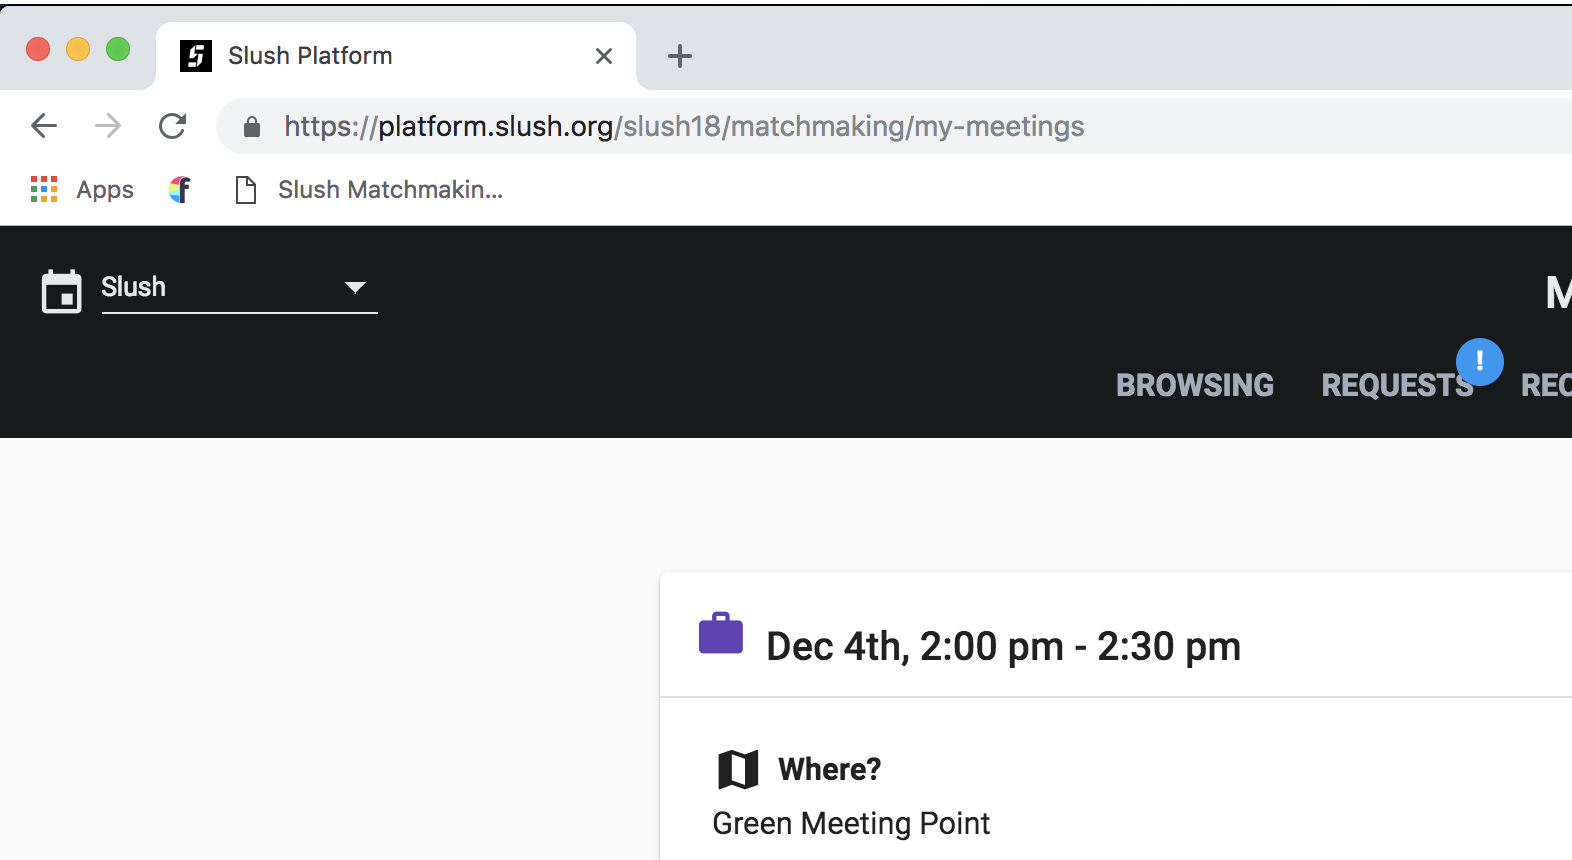 Slush Platform
https://platform.slush.org/slush18/matchmaking/my-meetings
Apps
Slush Matchmakin...
Slush
BROWSING
REQUESTS
!
Dec 4th, 2:00 pm - 2:30 pm
Where?
Green Meeting Point